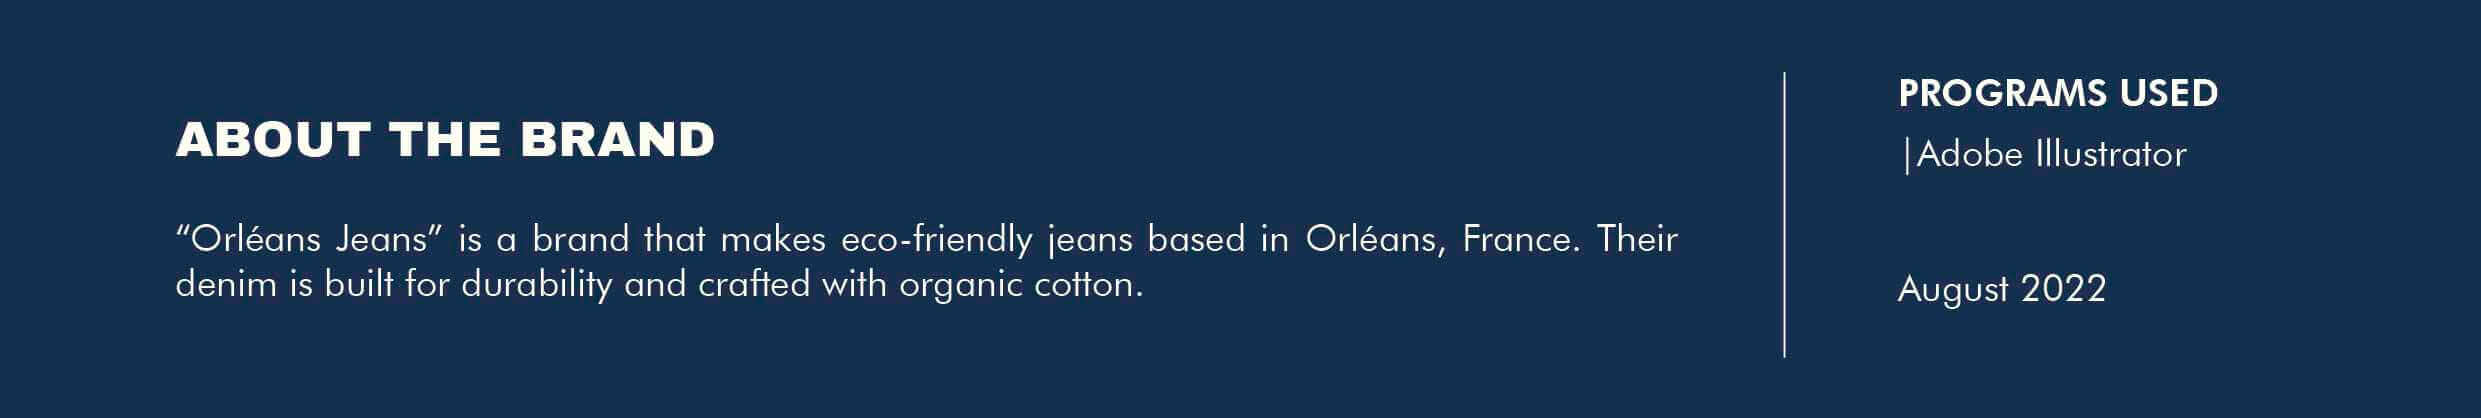 ABOUT THE BRAND
“Orléans Jeans” is a brand that makes eco-friendly jeans based in Orléans, France. Their
denim is built for durability and crafted with organic cotton.
PROGRAMS USED
|Adobe Illustrator
August 2022